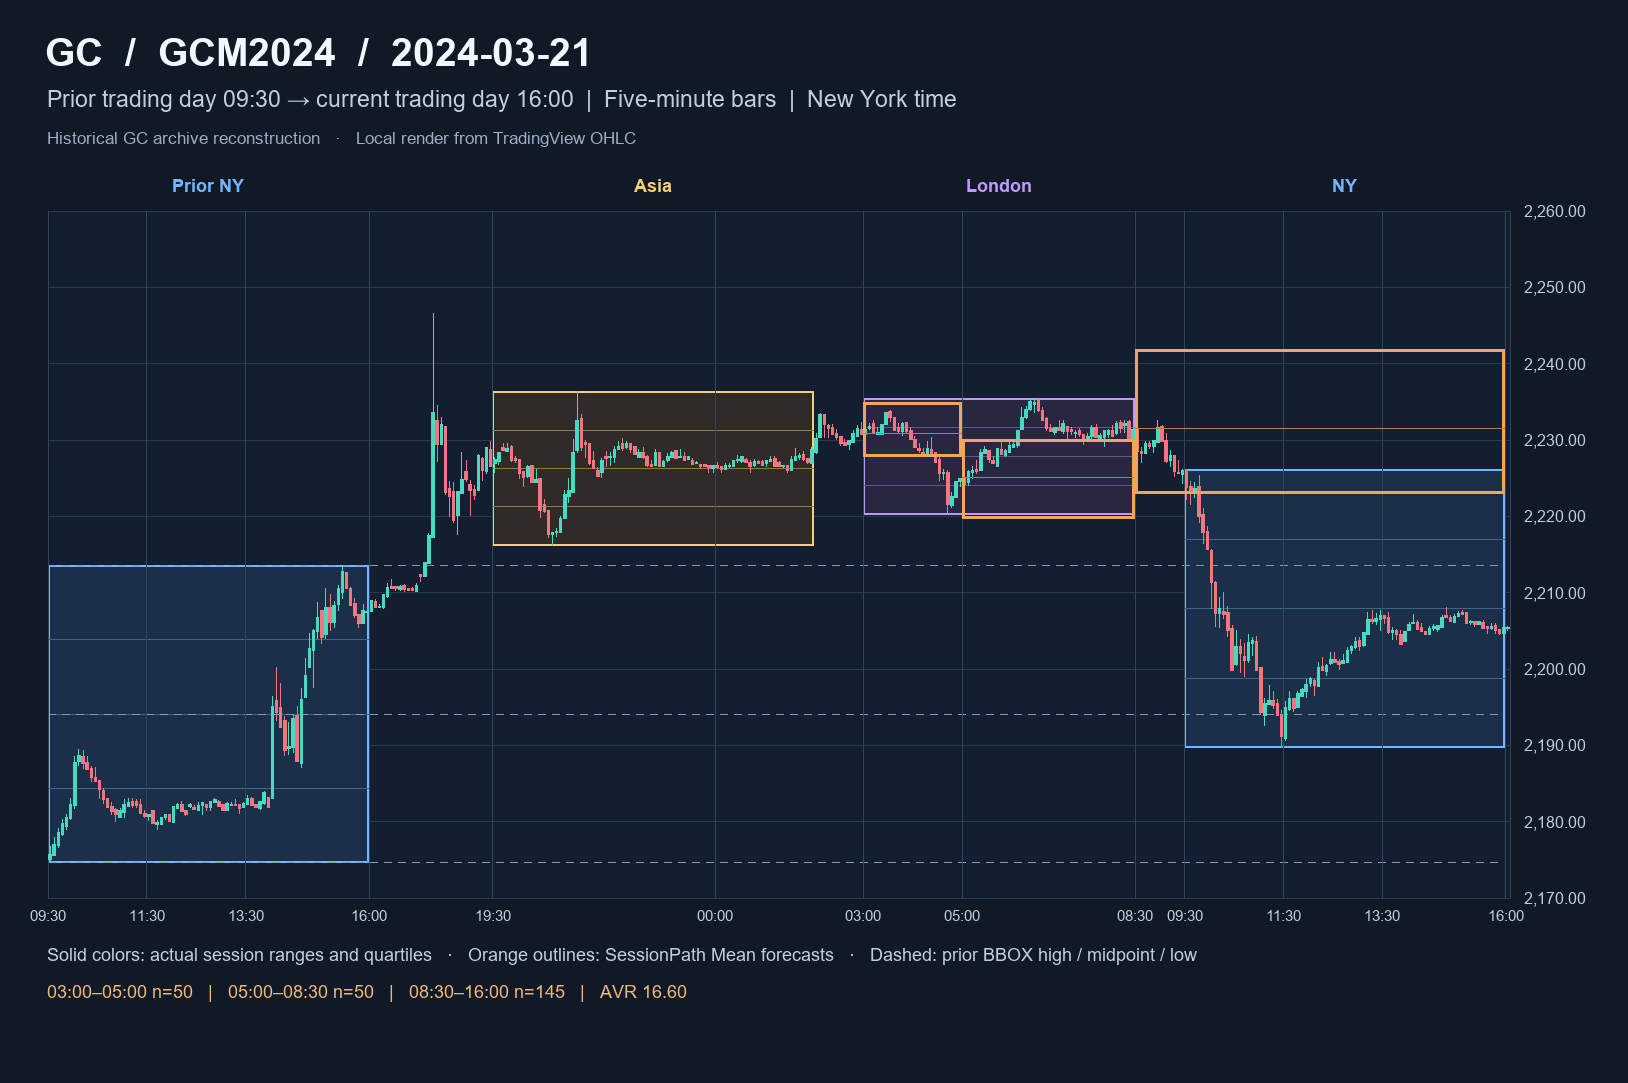 GC / GCM2024 / 2024-03-21
Prior trading day 09:30 → current trading day 16:00 | Five-minute bars | New York time
Historical GC archive reconstruction · Local render from TradingView OHLC
Prior NY Asia London NY
2,260.00
2,250.00
2,240.00
2,230.00
2,220.00
2,210.00
2,200.00
2,190.00
2,180.00
2,170.00
09:30 11:30 13:30 16:00 19:30 00:00 03:00 05:00 08:30 09:30 11:30 13:30 16:00
Solid colors: actual session ranges and quartiles · Orange outlines: SessionPath Mean forecasts · Dashed: prior BBOX high / midpoint / low
03:00–05:00 n=50 | 05:00–08:30 n=50 | 08:30–16:00 n=145 | AVR 16.60